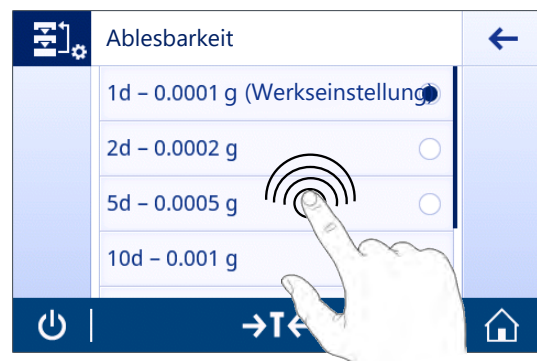 Ablesbarkeit
1d – 0.0001 g (Werkseinstellung)
2d – 0.0002 g
5d – 0.0005 g
10d – 0.001 g
→T←